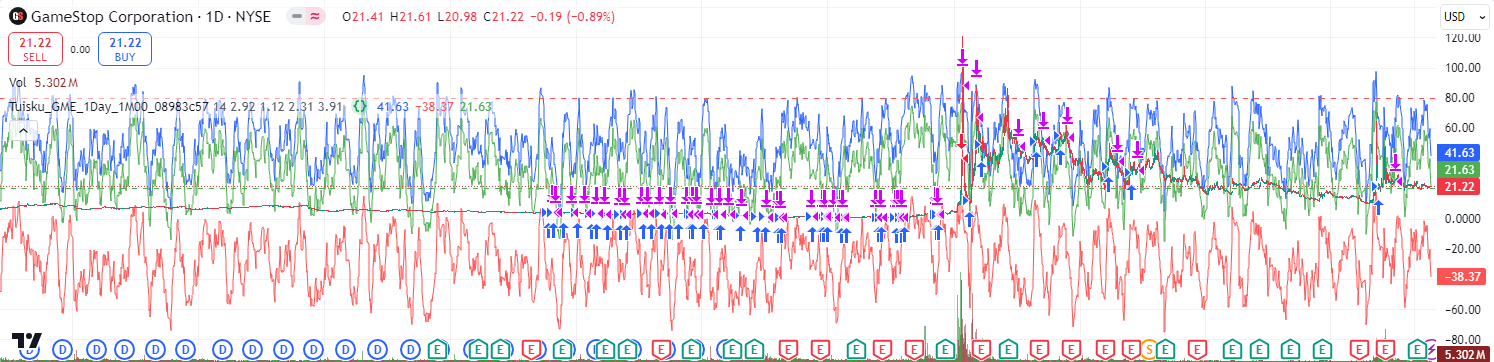 GameStop Corporation · 1D · NYSE O21.41 H21.61 L20.98 C21.22 −0.19 (−0.89%)
USD
21.22 SELL 0.00 21.22 BUY
Vol 5.302M
Tuisku_GME_1Day_1M00_08983c57 14 2.92 1.12 2.31 3.91 41.63 −38.37 21.63
120.00
100.00
80.00
60.00
41.63
21.63
21.22
0.0000
−20.00
−38.37
−60.00
−80.00
5.302M
D D D D D D D D D D D D D E E E E E E E E E E E E E E E E E E E E E S E E E E E E E E